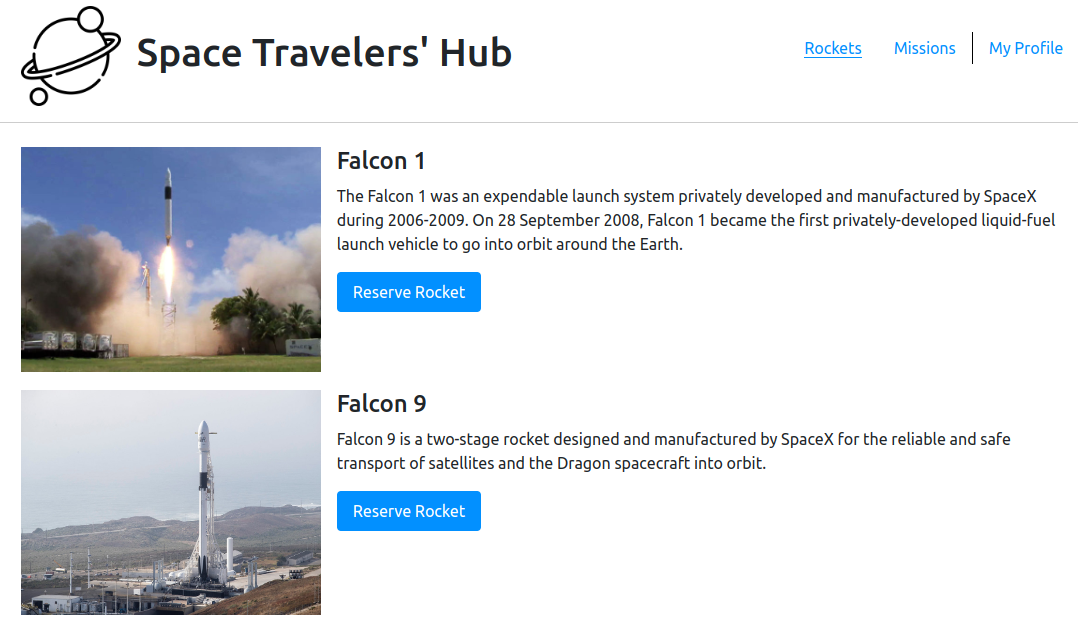 Space Travelers' Hub
Rockets
Missions
My Profile
Falcon 1
The Falcon 1 was an expendable launch system privately developed and manufactured by SpaceX
during 2006-2009. On 28 September 2008, Falcon 1 became the first privately-developed liquid-fuel
launch vehicle to go into orbit around the Earth.
Reserve Rocket
Falcon 9
Falcon 9 is a two-stage rocket designed and manufactured by SpaceX for the reliable and safe
transport of satellites and the Dragon spacecraft into orbit.
Reserve Rocket